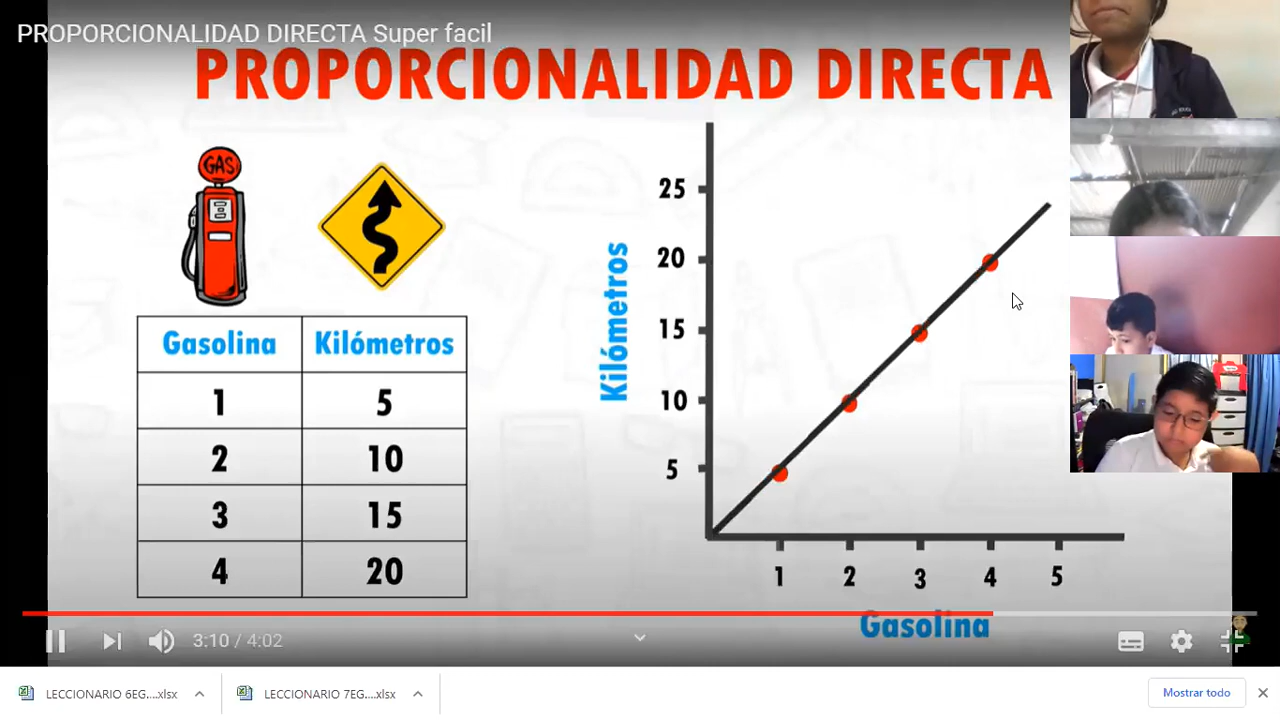 PROPORCIONALIDAD DIRECTA Super facil
PROPORCIONALIDAD DIRECTA
GAS
Gasolina Kilómetros
1 5
2 10
3 15
4 20
Kilómetros
25
20
15
10
5
1 2 3 4 5
Gasolina
3:10 / 4:02
LECCIONARIO 6EG....xlsx
LECCIONARIO 7EG....xlsx
Mostrar todo